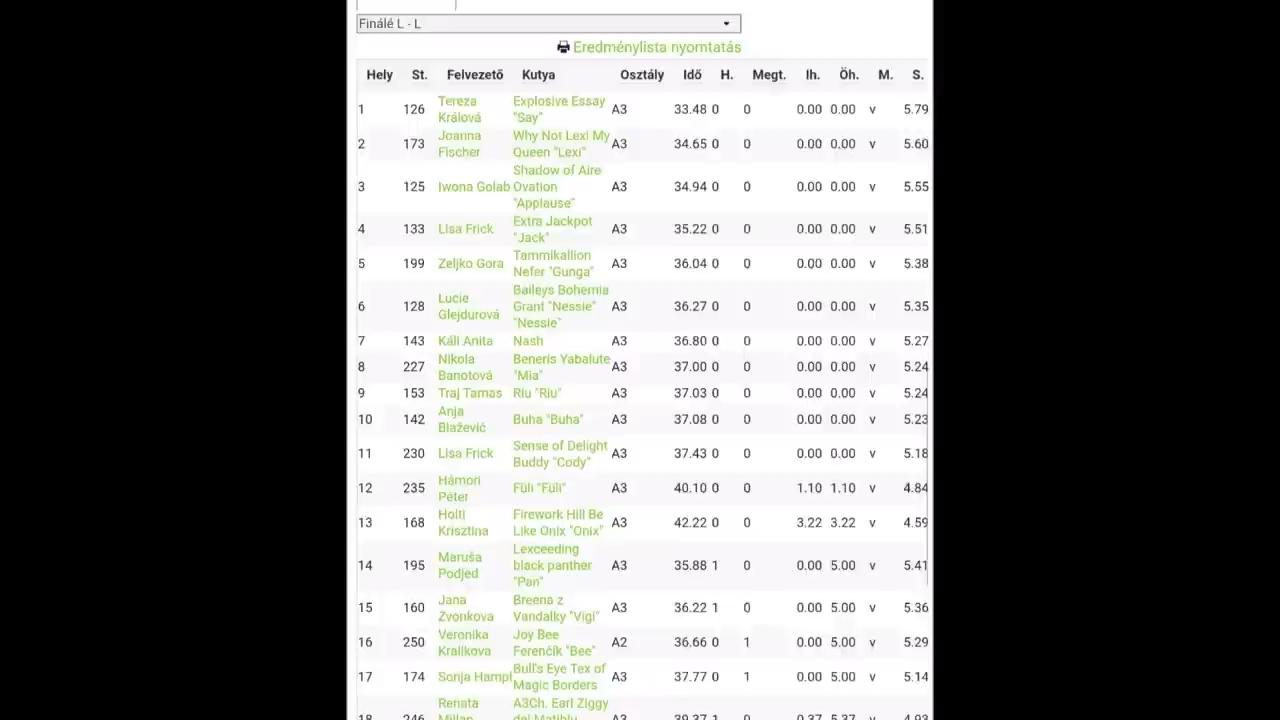 Finálé L - L
Eredménylista nyomtatás
Hely St. Felvezető Kutya Osztály Idő H. Megt. Ih. Öh. M. S.
1 126 Tereza Králová Explosive Essay "Say" A3 33.48 0 0 0.00 0.00 v 5.79
2 173 Joanna Fischer Why Not Lexi My Queen "Lexi" A3 34.65 0 0 0.00 0.00 v 5.60
3 125 Iwona Golab Shadow of Aire Ovation "Applause" A3 34.94 0 0 0.00 0.00 v 5.55
4 133 Lisa Frick Extra Jackpot "Jack" A3 35.22 0 0 0.00 0.00 v 5.51
5 199 Zeljko Gora Tammikallion Nefer "Gunga" A3 36.04 0 0 0.00 0.00 v 5.38
6 128 Lucie Glejdurová Baileys Bohemia Grant "Nessie" "Nessie" A3 36.27 0 0 0.00 0.00 v 5.35
7 143 Káli Anita Nash A3 36.80 0 0 0.00 0.00 v 5.27
8 227 Nikola Banotová Beneris Yabalute "Mia" A3 37.00 0 0 0.00 0.00 v 5.24
9 153 Traj Tamas Riu "Riu" A3 37.03 0 0 0.00 0.00 v 5.24
10 142 Anja Blažević Buha "Buha" A3 37.08 0 0 0.00 0.00 v 5.23
11 230 Lisa Frick Sense of Delight Buddy "Cody" A3 37.43 0 0 0.00 0.00 v 5.18
12 235 Hámori Péter Füli "Füli" A3 40.10 0 0 1.10 1.10 v 4.84
13 168 Holti Krisztina Firework Hill Be Like Onix "Onix" A3 42.22 0 0 3.22 3.22 v 4.59
14 195 Maruša Podjed Lexceeding black panther "Pan" A3 35.88 1 0 0.00 5.00 v 5.41
15 160 Jana Zvonkova Breena z Vandalky "Vigi" A3 36.22 1 0 0.00 5.00 v 5.36
16 250 Veronika Kralikova Joy Bee Ferenčík "Bee" A2 36.66 0 1 0.00 5.00 v 5.29
17 174 Sonja Hampl Bull's Eye Tex of Magic Borders A3 37.77 0 1 0.00 5.00 v 5.14
18 246 Renata A3Ch. Earl Ziggy A3 39.37 1 0 0.37 5.37 v 4.93